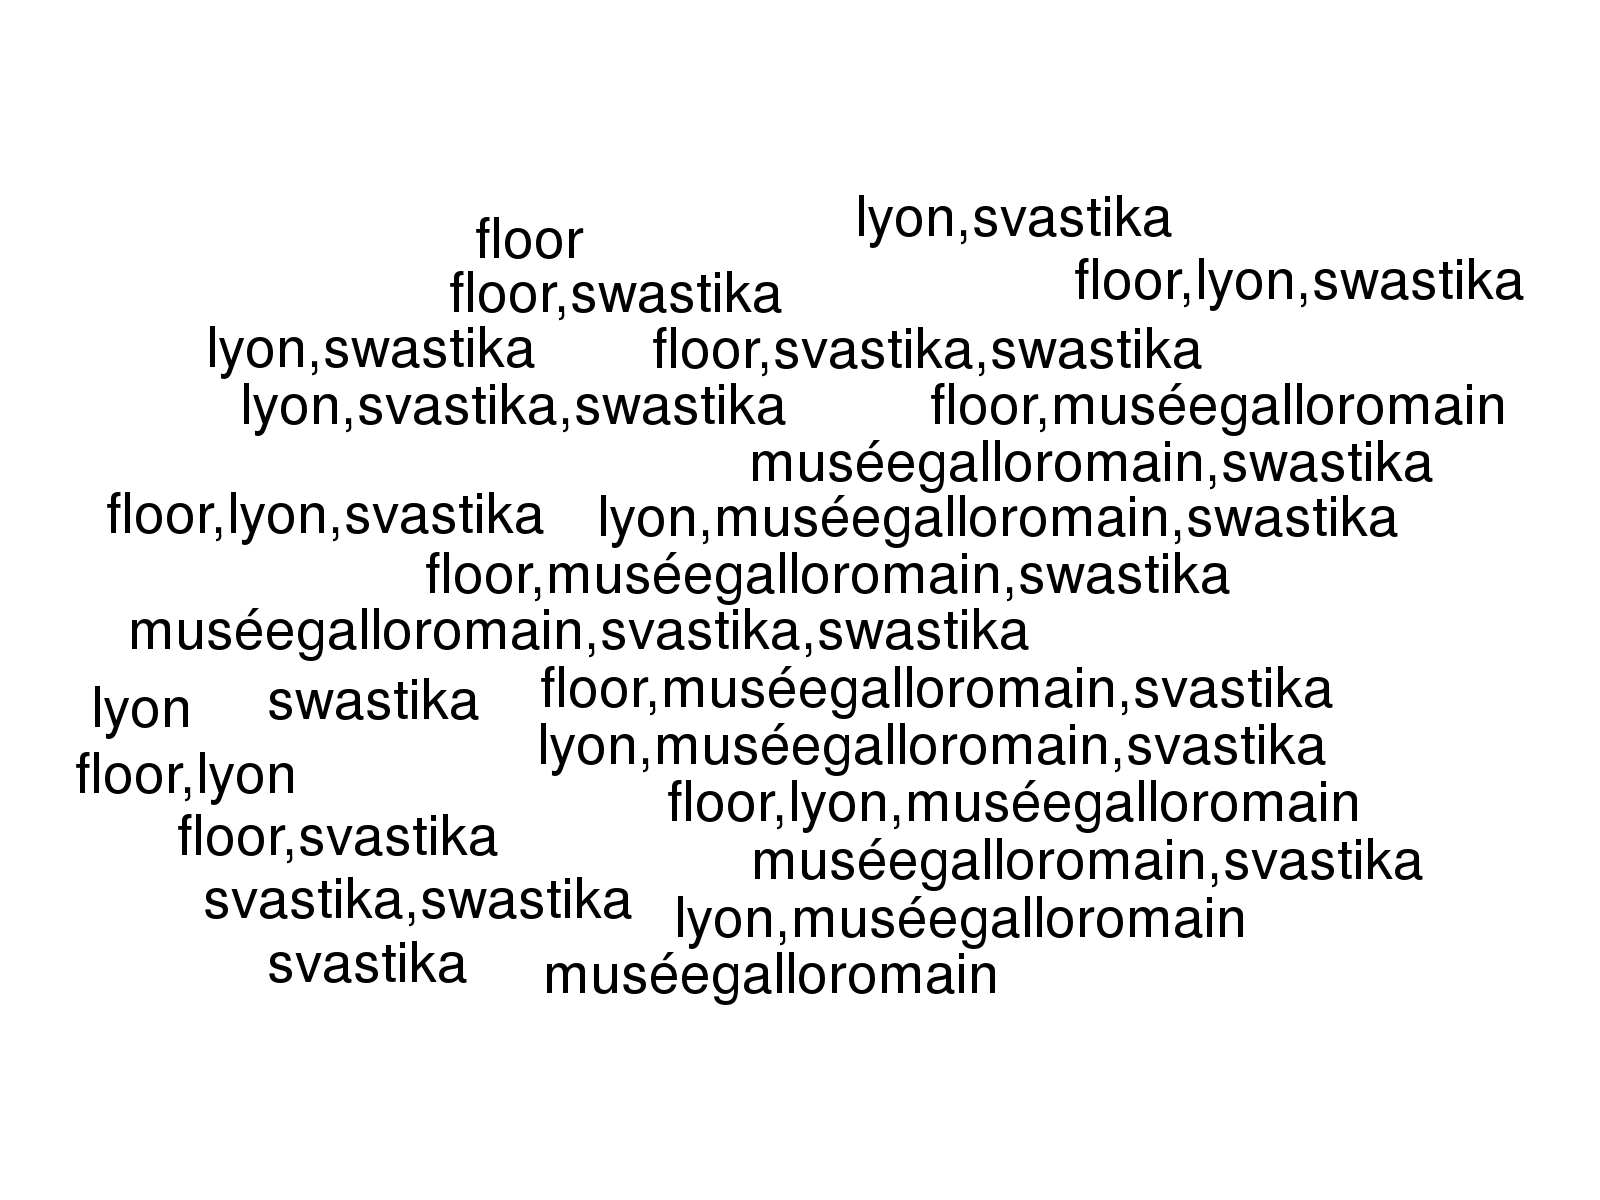 lyon,svastika
floor
floor,lyon,swastika
floor,swastika
lyon,swastika
floor,svastika,swastika
lyon,svastika,swastika
floor,muséegalloromain
muséegalloromain,swastika
floor,lyon,svastika
lyon,muséegalloromain,swastika
floor,muséegalloromain,swastika
muséegalloromain,svastika,swastika
floor,muséegalloromain,svastika
lyon
swastika
lyon,muséegalloromain,svastika
floor,lyon
floor,lyon,muséegalloromain
floor,svastika
muséegalloromain,svastika
svastika,swastika
lyon,muséegalloromain
svastika
muséegalloromain